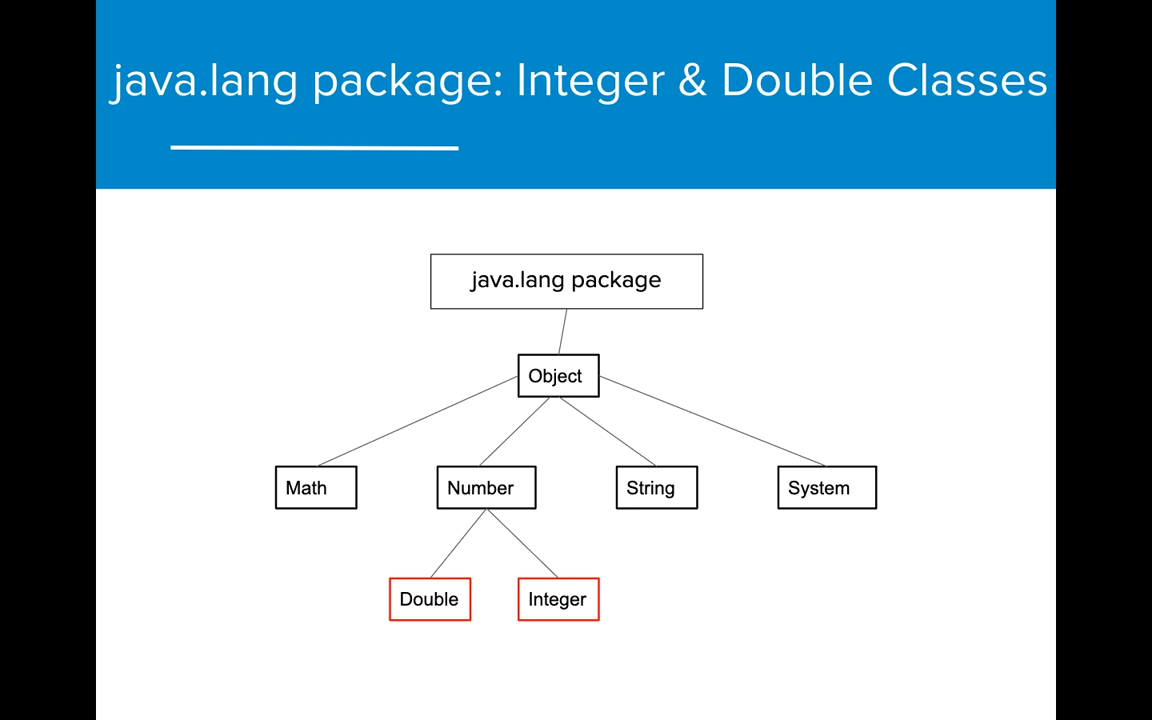 java.lang package: Integer & Double Classes
java.lang package
Object
Math
Number
String
System
Double
Integer